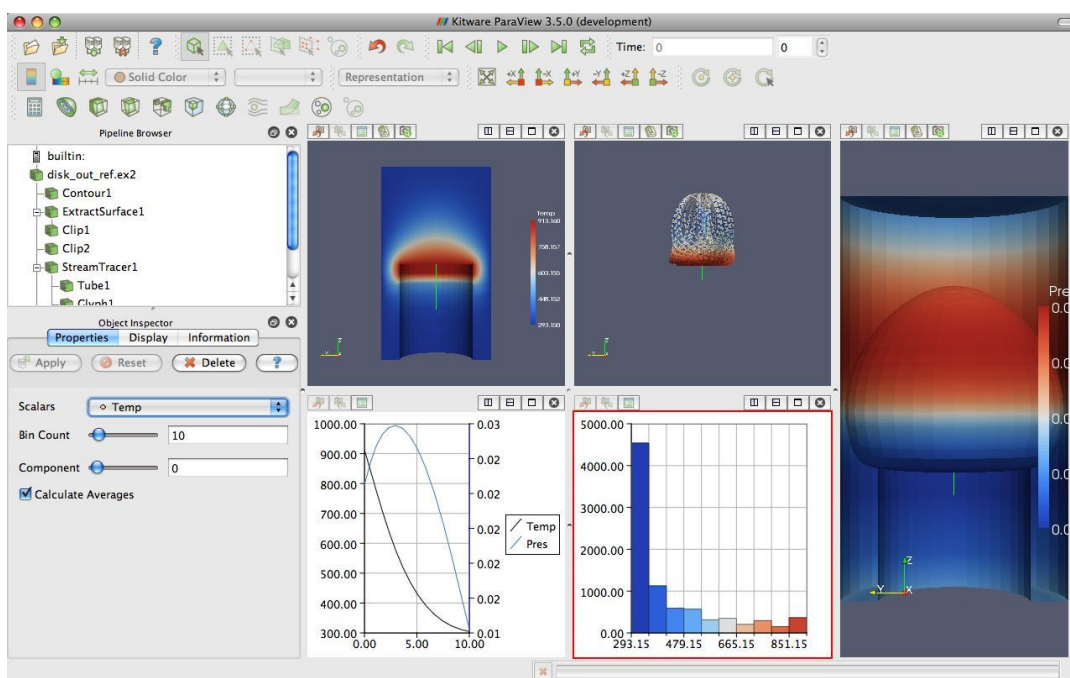 Kitware ParaView 3.5.0 (development)
Time: 0 0
Solid Color Representation +X -X +Y -Y +Z -Z
Pipeline Browser
builtin:
disk_out_ref.ex2
Contour1
ExtractSurface1
Clip1
Clip2
StreamTracer1
Tube1
Glyph1
Object Inspector
Properties Display Information
Apply Reset Delete ?
Scalars Temp
Bin Count 10
Component 0
Calculate Averages
Temp
913.160
758.157
603.155
448.152
293.150
Z
Z
Pre
0.0
0.0
0.0
0.0
0.0
Z
Y X
1000.00 0.03
900.00 0.02
800.00 0.02
700.00 0.02
600.00 0.02
500.00 0.02
400.00 0.01
300.00
0.00 5.00 10.00
Temp
Pres
5000.00
4000.00
3000.00
2000.00
1000.00
0.00
293.15 479.15 665.15 851.15